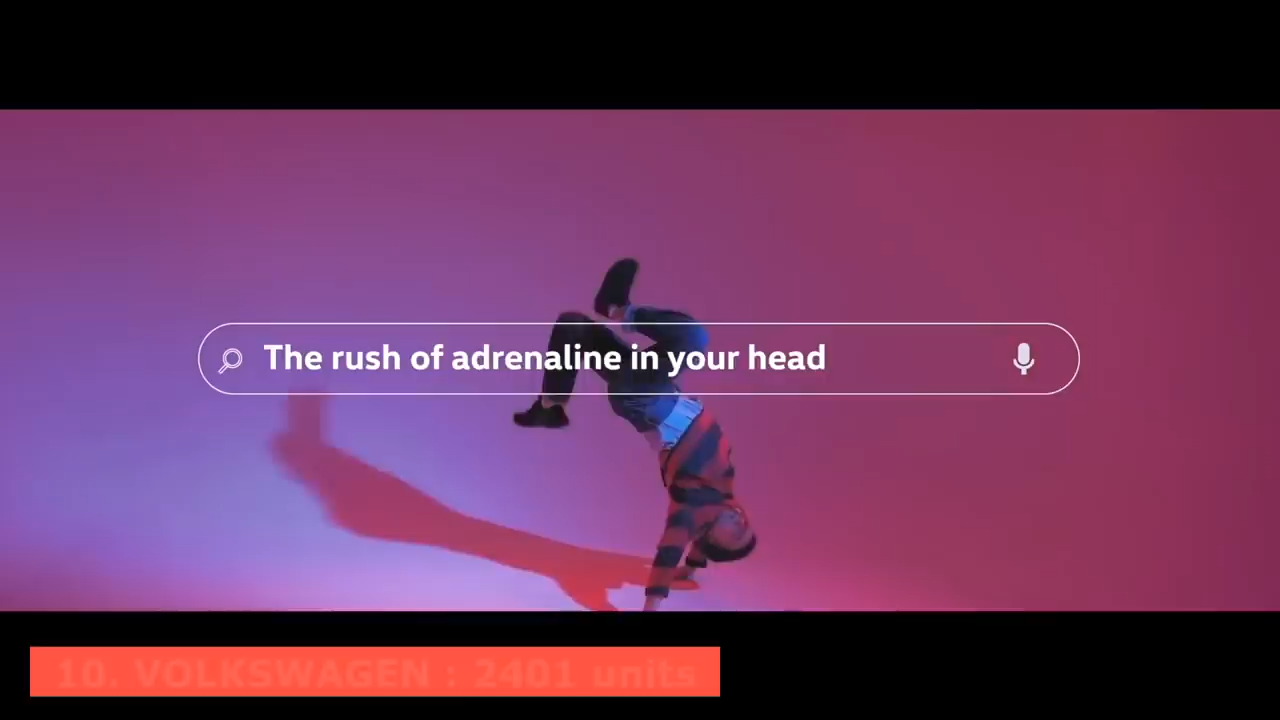 The rush of adrenaline in your head
10. VOLKSWAGEN : 2401 units